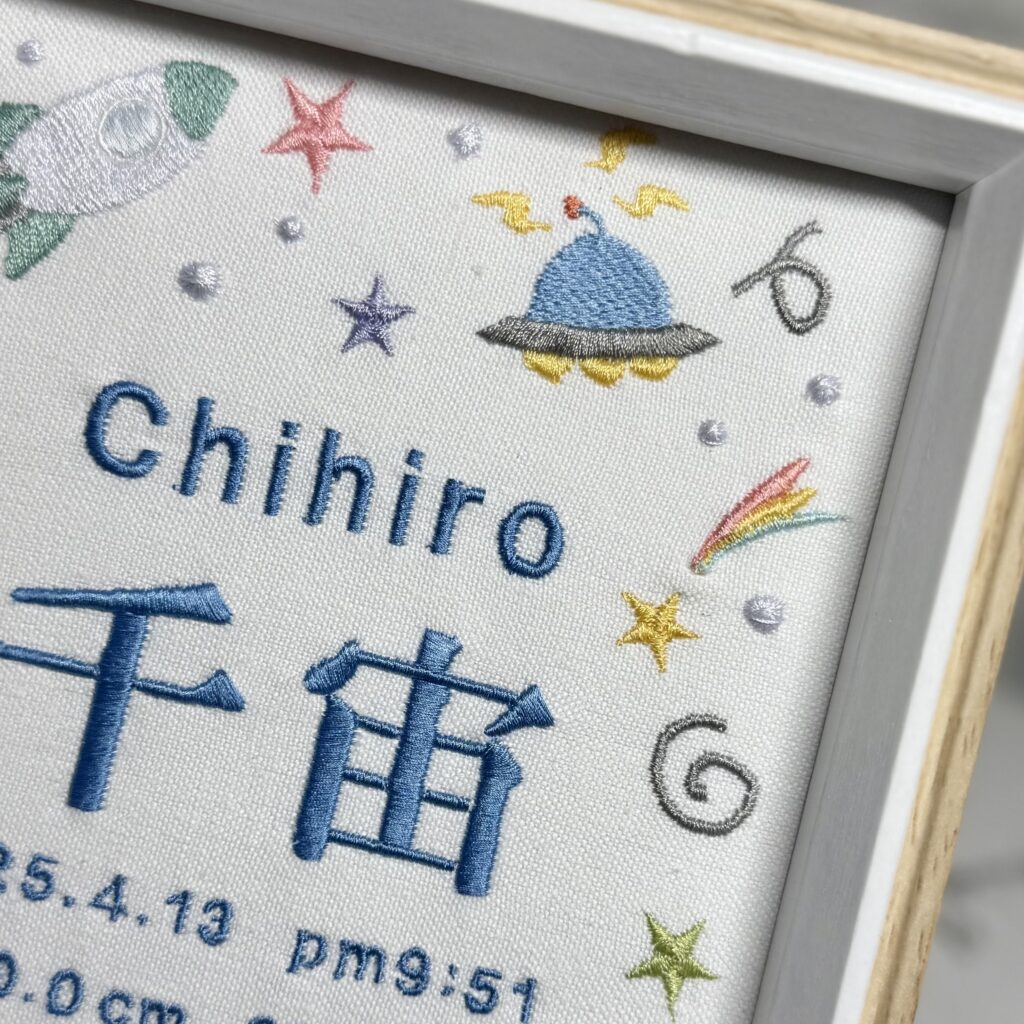 Chihiro
千宙
25.4.13 pm9:51
0.0cm